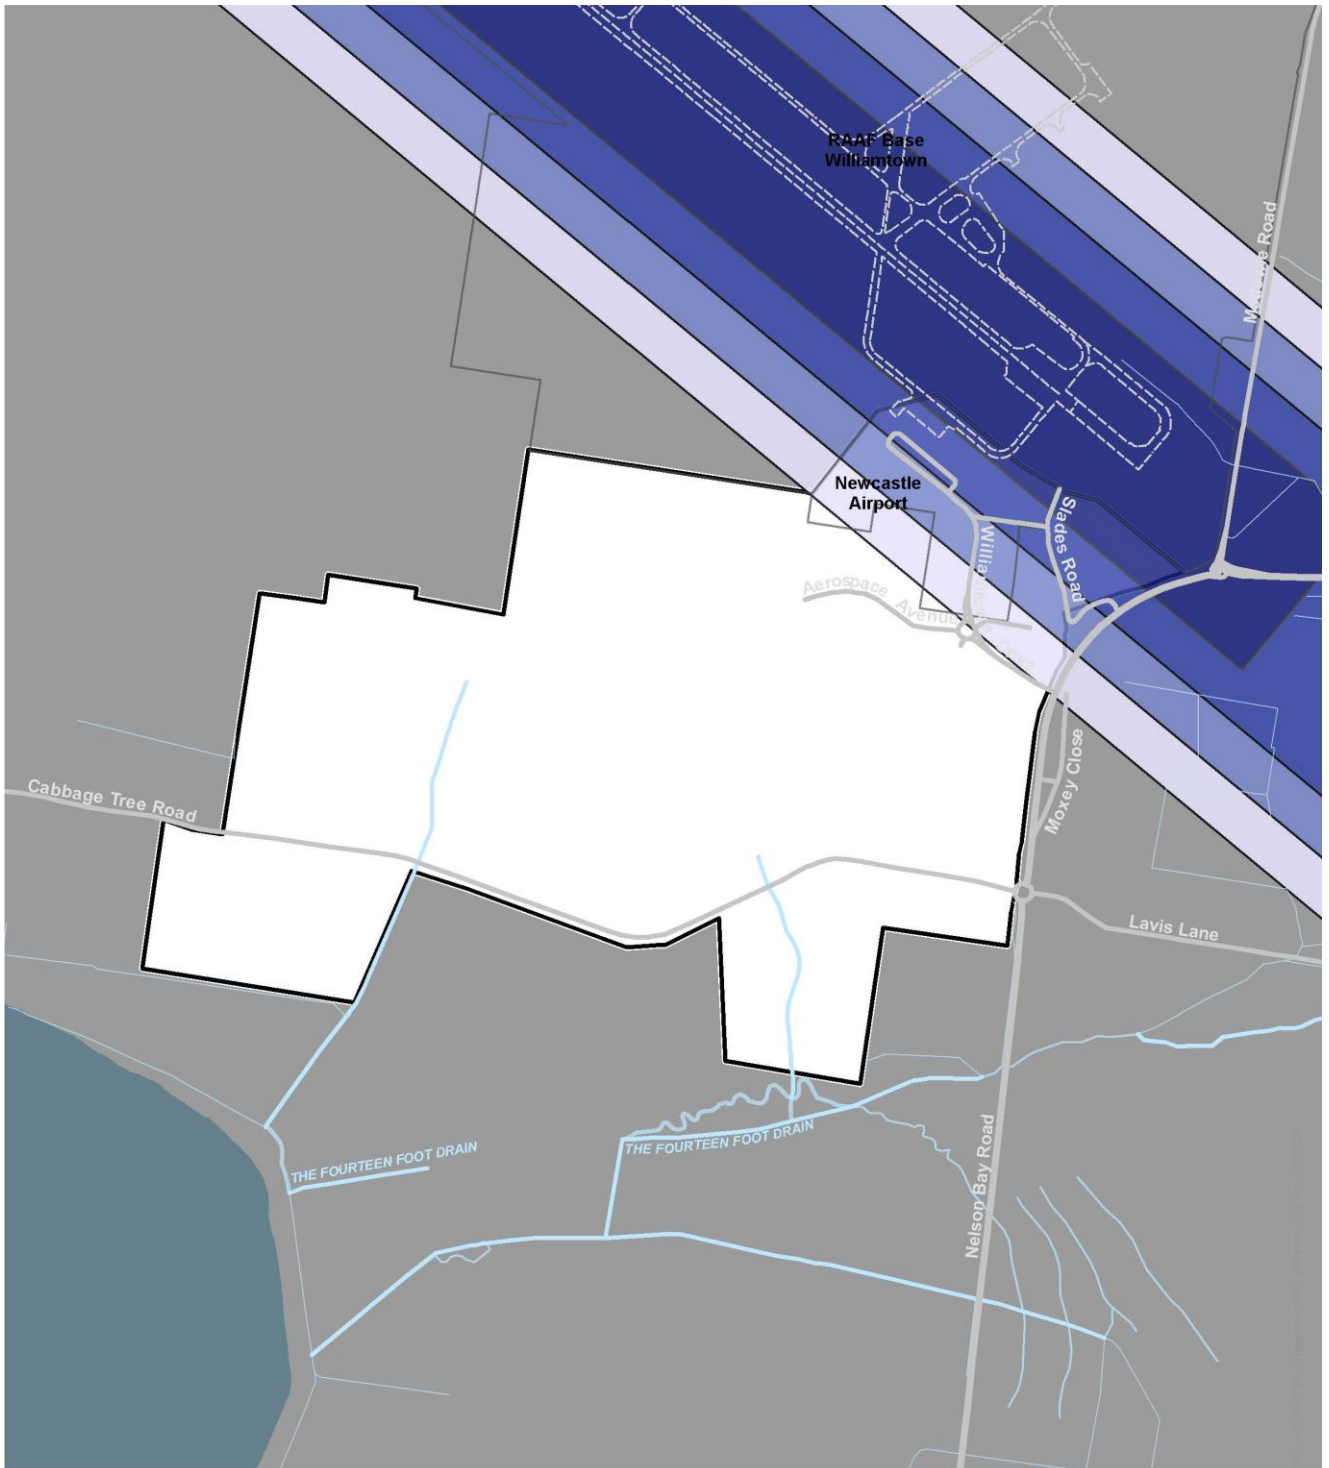 RAAF Base
Williamtown
Newcastle
Airport
Slades Road
Aerospace Avenue
Drive
Moxey Close
Cabbage Tree Road
Lavis Lane
THE FOURTEEN FOOT DRAIN
THE FOURTEEN FOOT DRAIN
Nelson Bay Road